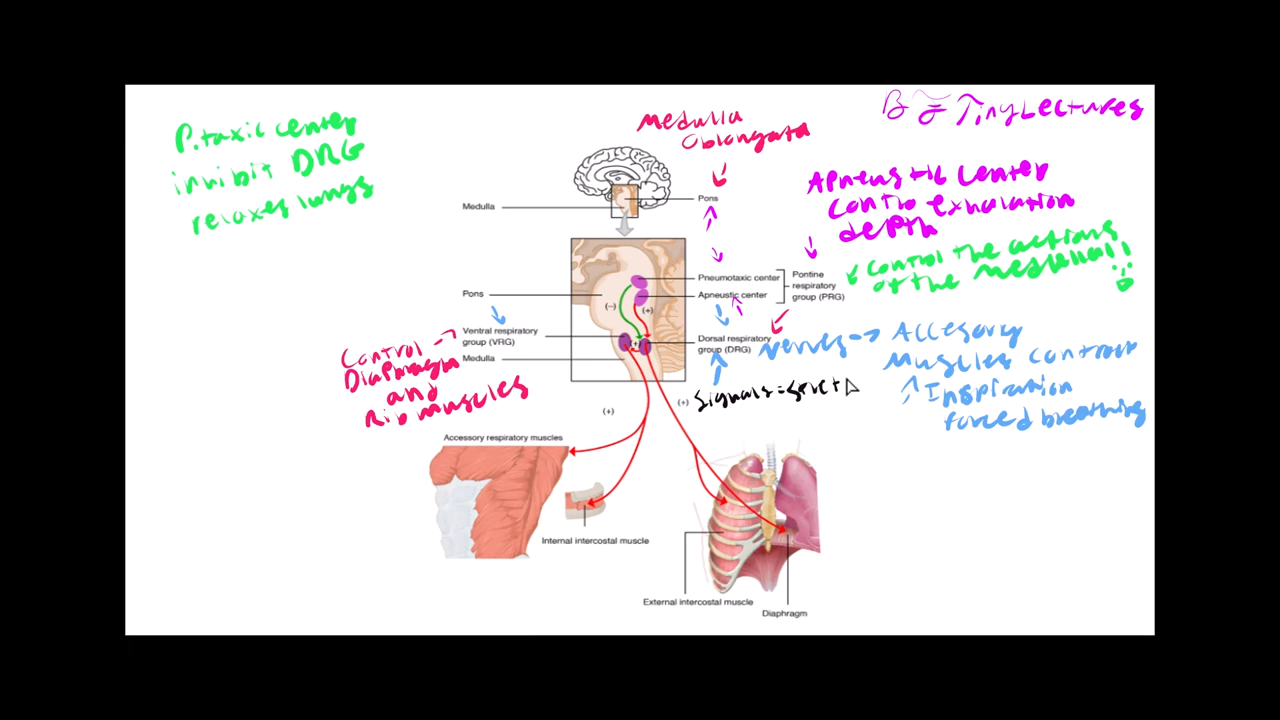 P.taxic center
inhibit DRG
relaxes lungs
Medulla
Oblongata
TinyLectures
Apneustic center
Contro exhalation
depth
Control the actions
of the medulla!!
Medulla
Pons
Pons
Pneumotaxic center
Apneustic center
Pontine
respiratory
group (PRG)
(-)
(+)
(+)
Ventral respiratory
group (VRG)
Medulla
Dorsal respiratory
group (DRG)
Control →
Diaphragm
and
Rib muscles
nerves → Accesory
Muscles Control
Inspiration
forced breathing
Signals =
(+)
(+)
Accessory respiratory muscles
Internal intercostal muscle
External intercostal muscle
Diaphragm